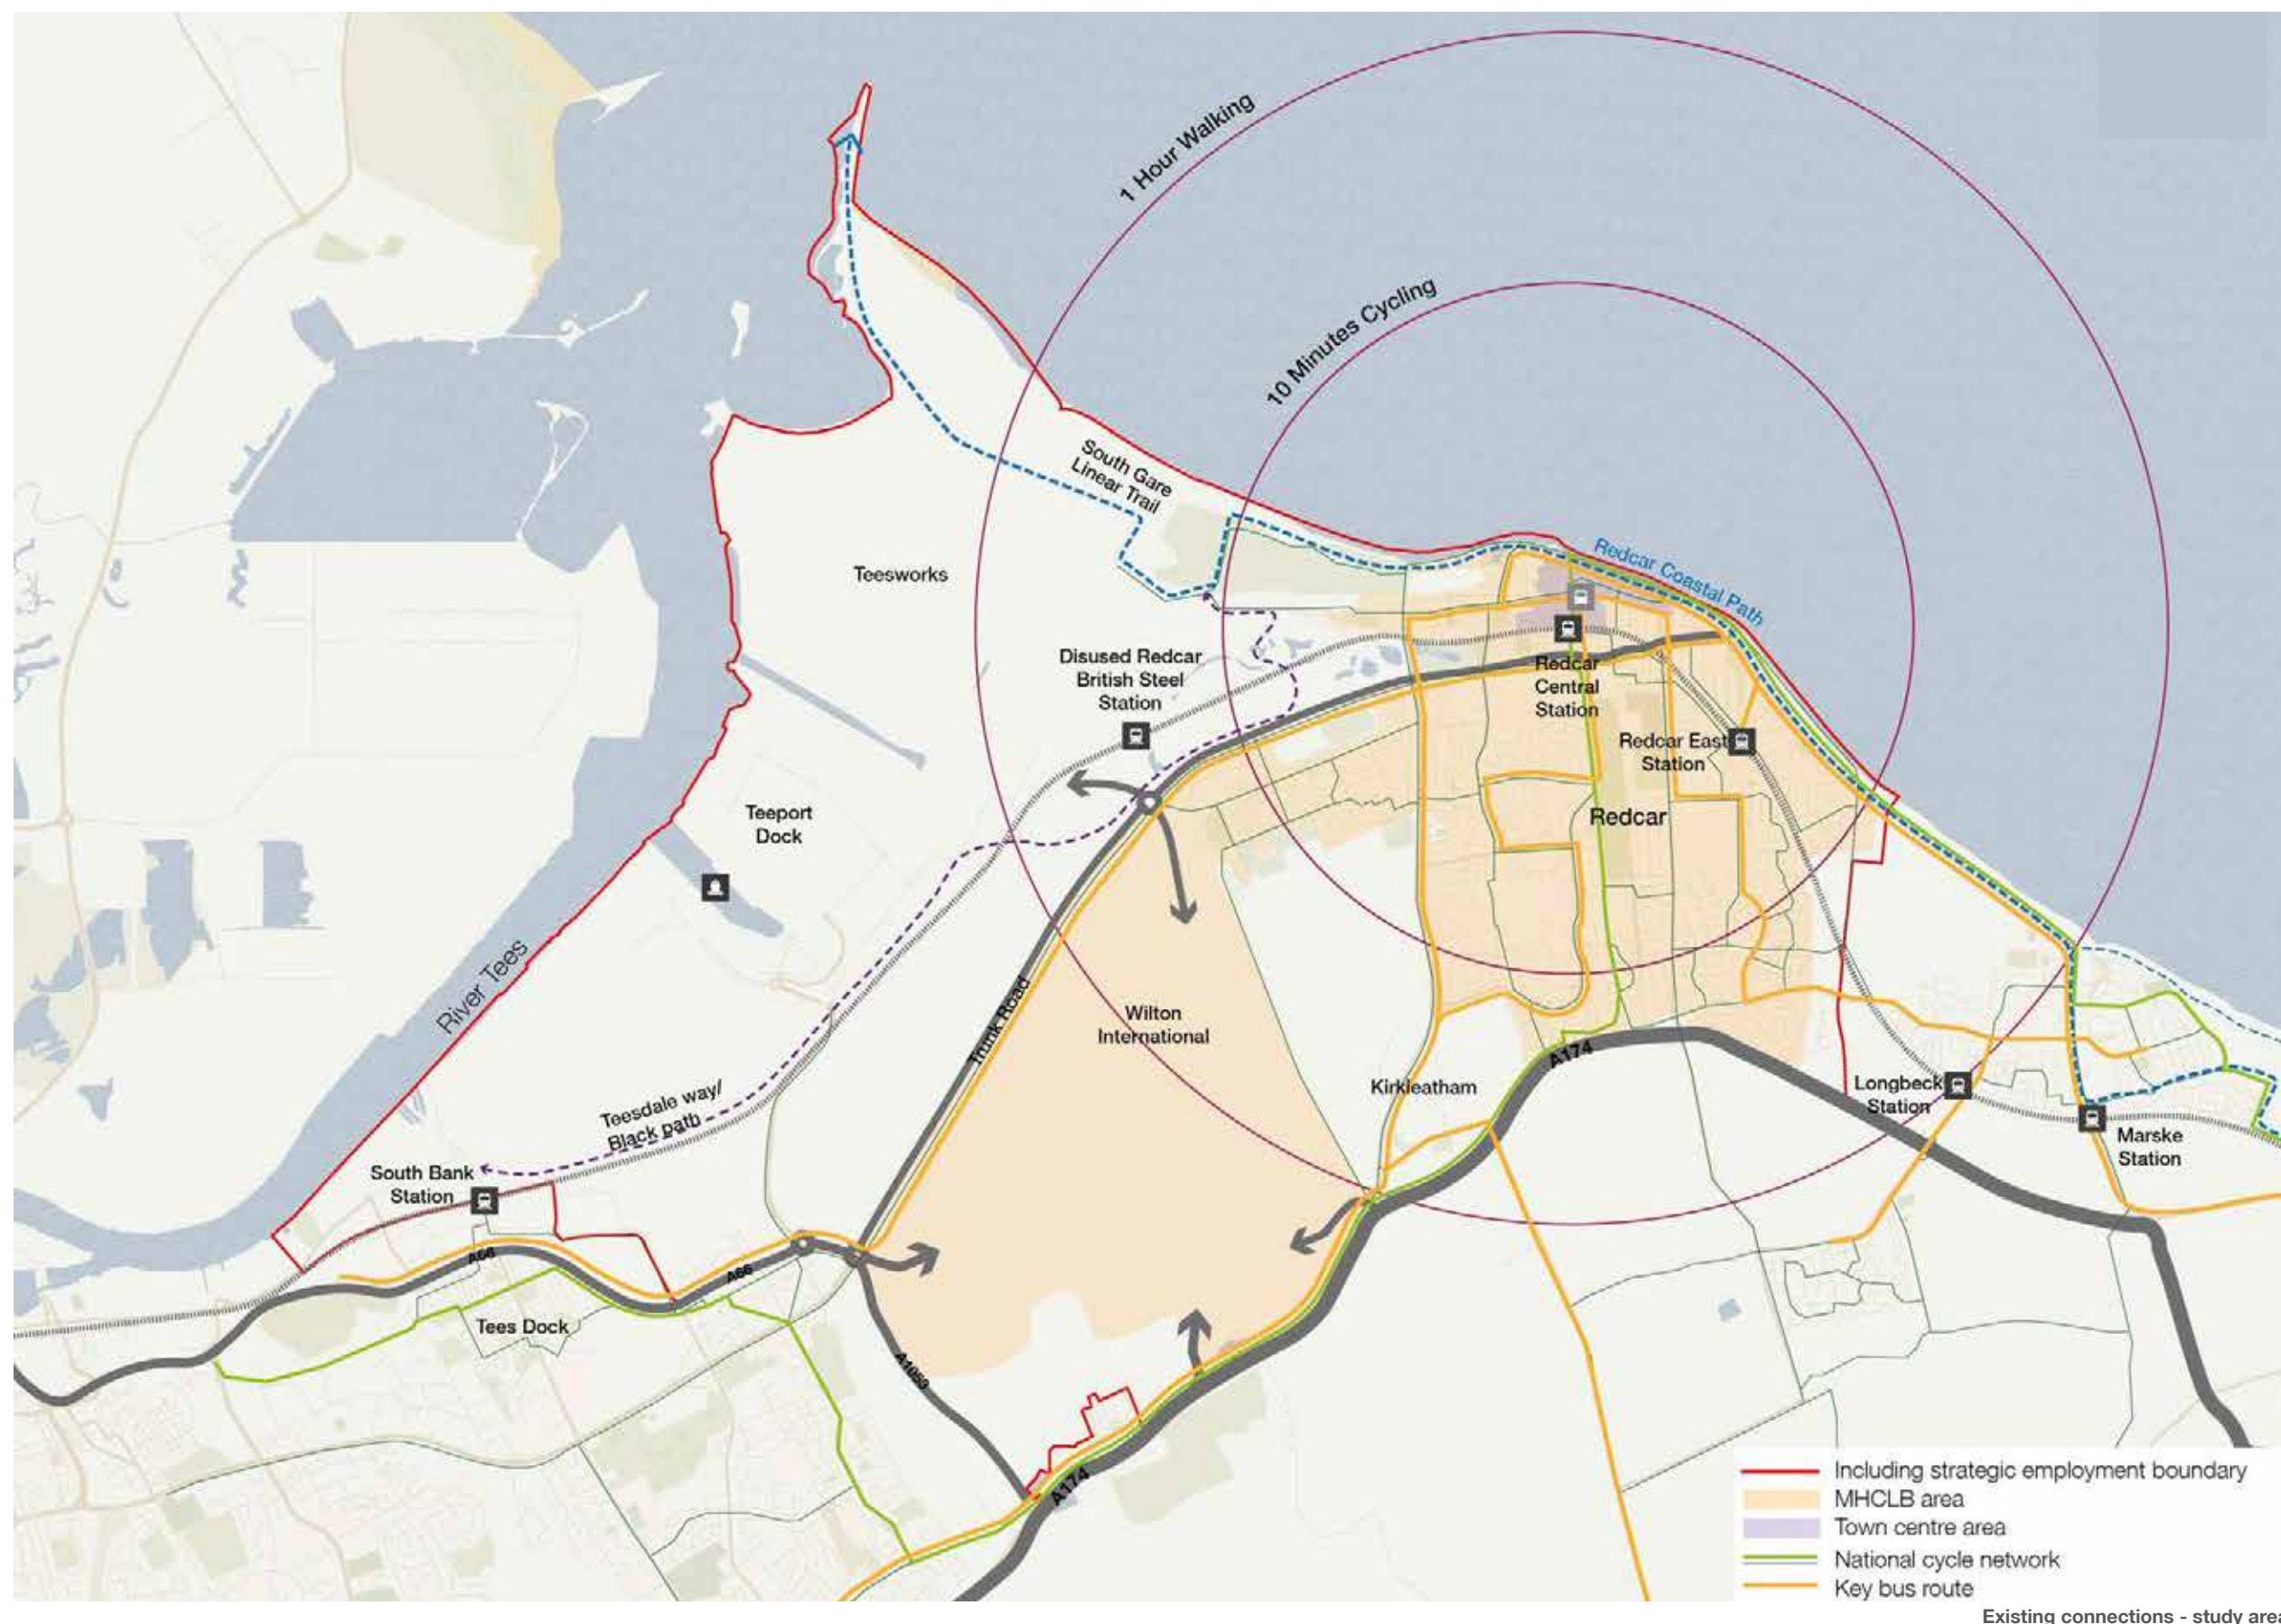 1 Hour Walking
10 Minutes Cycling
South Gare
Linear Trail
Redcar Coastal Path
Teesworks
Disused Redcar
British Steel
Station
Redcar
Central
Station
Redcar East
Station
Redcar
Teeport
Dock
River Tees
Trunk Road
Wilton
International
A174
Kirkleatham
Longbeck
Station
Marske
Station
Teesdale way/
Black path
South Bank
Station
A66
A66
Tees Dock
A1053
A174
Including strategic employment boundary
MHCLB area
Town centre area
National cycle network
Key bus route
Existing connections - study area